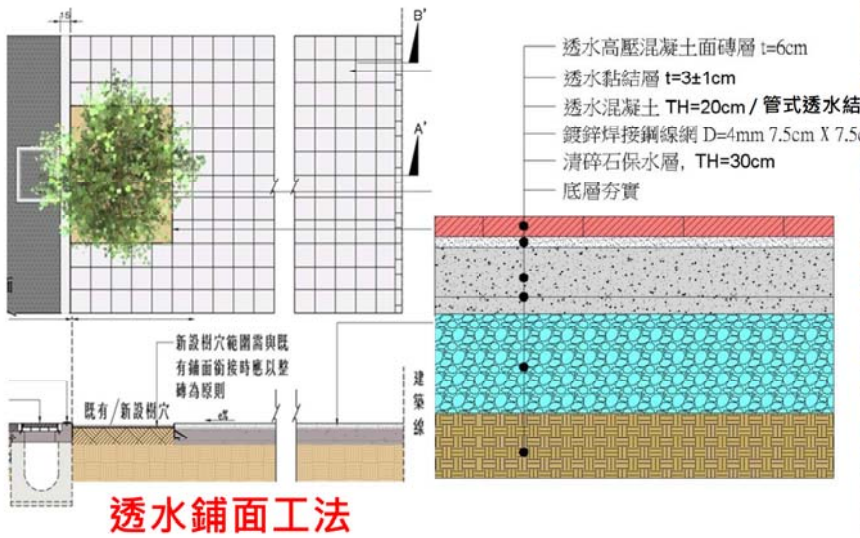 15
B'
A'
新設樹穴範圍需與既
有鋪面銜接時應以整
磚為原則
既有/新設樹穴
c%
建築線
透水高壓混凝土面磚層 t=6cm
透水黏結層 t=3±1cm
透水混凝土 TH=20cm / 管式透水結
鍍鋅焊接鋼線網 D=4mm 7.5cm X 7.5c
清碎石保水層, TH=30cm
底層夯實
透水鋪面工法